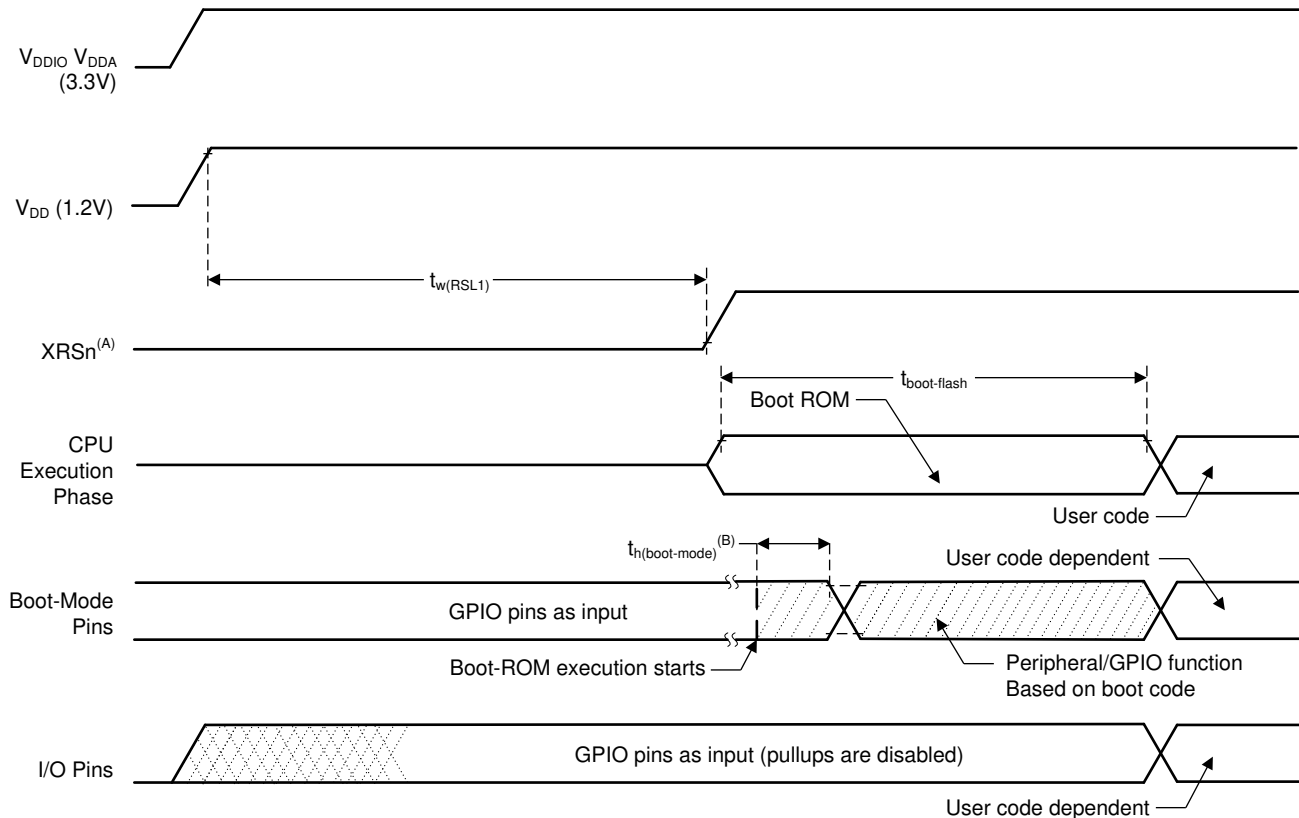 VDDIO VDDA
(3.3V)
VDD (1.2V)
tw(RSL1)
XRSn(A)
tboot-flash
Boot ROM
CPU
Execution
Phase
User code
th(boot-mode)(B)
User code dependent
Boot-Mode
Pins
GPIO pins as input
Boot-ROM execution starts
Peripheral/GPIO function
Based on boot code
I/O Pins
GPIO pins as input (pullups are disabled)
User code dependent